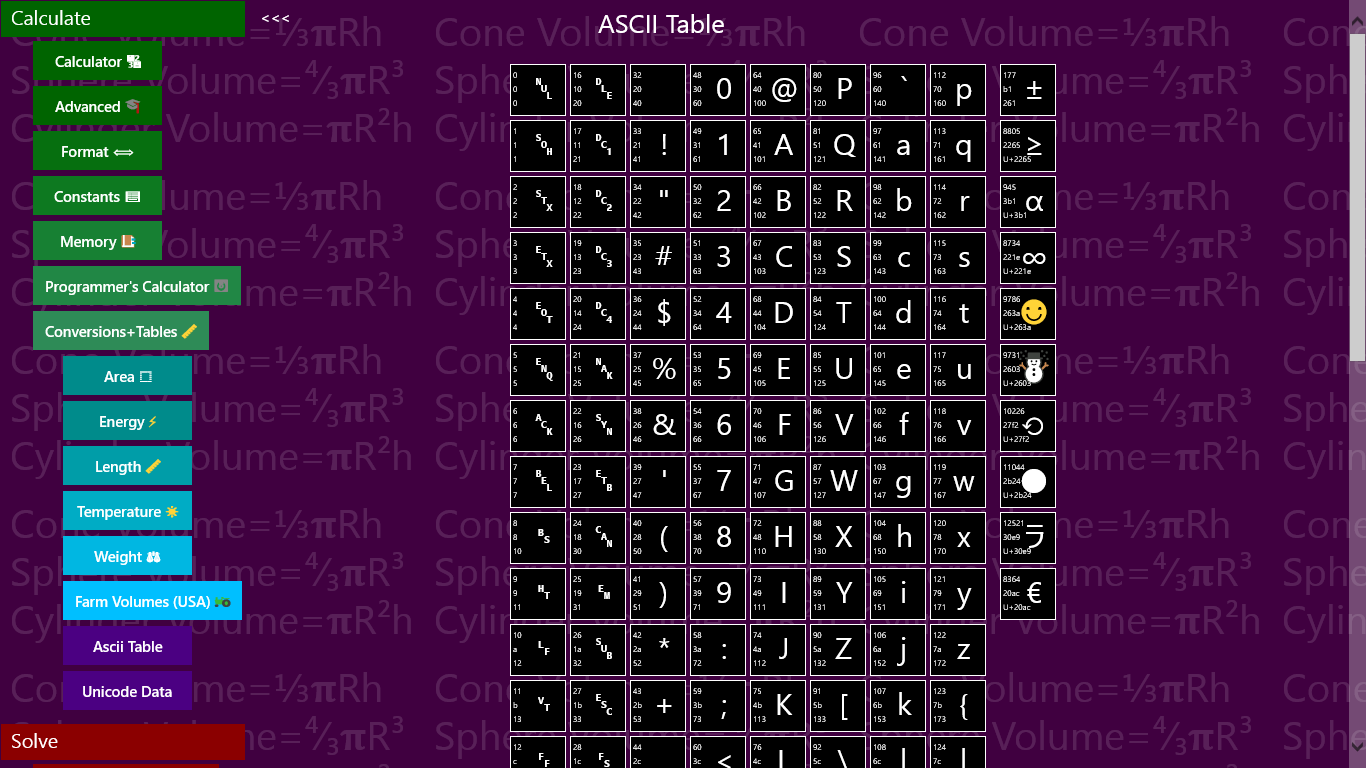 Calculate
<<<
ASCII Table
Calculator
Advanced
Format ⟺
Constants
Memory
Programmer's Calculator
Conversions+Tables
Area
Energy
Length
Temperature
Weight
Farm Volumes (USA)
Ascii Table
Unicode Data
Solve
Cone Volume=⅓πRh
Sphere Volume=⁴⁄₃πR³
Cylinder Volume=πR²h
0 0 0 NUL 16 10 20 DLE 32 20 40 48 30 60 0 64 40 100 @ 80 50 120 P 96 60 140 ` 112 70 160 p 177 b1 261 ±
1 1 1 SOH 17 11 21 DC1 33 21 41 ! 49 31 61 1 65 41 101 A 81 51 121 Q 97 61 141 a 113 71 161 q 8805 2265 U+2265 ≥
2 2 2 STX 18 12 22 DC2 34 22 42 " 50 32 62 2 66 42 102 B 82 52 122 R 98 62 142 b 114 72 162 r 945 3b1 U+3b1 α
3 3 3 ETX 19 13 23 DC3 35 23 43 # 51 33 63 3 67 43 103 C 83 53 123 S 99 63 143 c 115 73 163 s 8734 221e U+221e ∞
4 4 4 EOT 20 14 24 DC4 36 24 44 $ 52 34 64 4 68 44 104 D 84 54 124 T 100 64 144 d 116 74 164 t 9786 263a U+263a ☺
5 5 5 ENQ 21 15 25 NAK 37 25 45 % 53 35 65 5 69 45 105 E 85 55 125 U 101 65 145 e 117 75 165 u 9731 2603 U+2603 ☃
6 6 6 ACK 22 16 26 SYN 38 26 46 & 54 36 66 6 70 46 106 F 86 56 126 V 102 66 146 f 118 76 166 v 10226 27f2 U+27f2 ⟲
7 7 7 BEL 23 17 27 ETB 39 27 47 ' 55 37 67 7 71 47 107 G 87 57 127 W 103 67 147 g 119 77 167 w 11044 2b24 U+2b24 ⬤
8 8 10 BS 24 18 30 CAN 40 28 50 ( 56 38 70 8 72 48 110 H 88 58 130 X 104 68 150 h 120 78 170 x 12521 30e9 U+30e9 ラ
9 9 11 HT 25 19 31 EM 41 29 51 ) 57 39 71 9 73 49 111 I 89 59 131 Y 105 69 151 i 121 79 171 y 8364 20ac U+20ac €
10 a 12 LF 26 1a 32 SUB 42 2a 52 * 58 3a 72 : 74 4a 112 J 90 5a 132 Z 106 6a 152 j 122 7a 172 z
11 b 13 VT 27 1b 33 ESC 43 2b 53 + 59 3b 73 ; 75 4b 113 K 91 5b 133 [ 107 6b 153 k 123 7b 173 {
12 c FF 28 1c FS 44 2c 60 3c < 76 4c L 92 5c \ 108 6c l 124 7c |